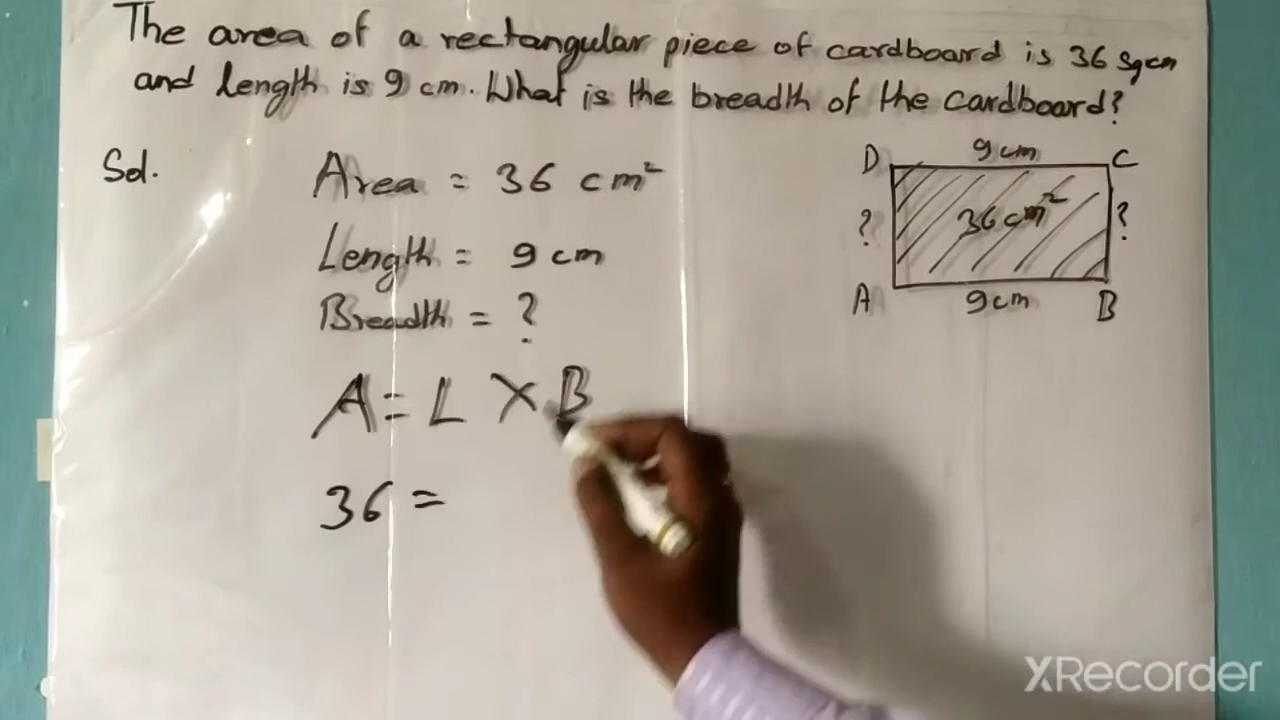 The area of a rectangular piece of cardboard is 36 sqcm
and length is 9 cm. What is the breadth of the cardboard?
Sol.
Area = 36 cm²
Length = 9 cm
Breadth = ?
A = L × B
36 =
D 9 cm C
? 36 cm² ?
A 9 cm B
XRecorder